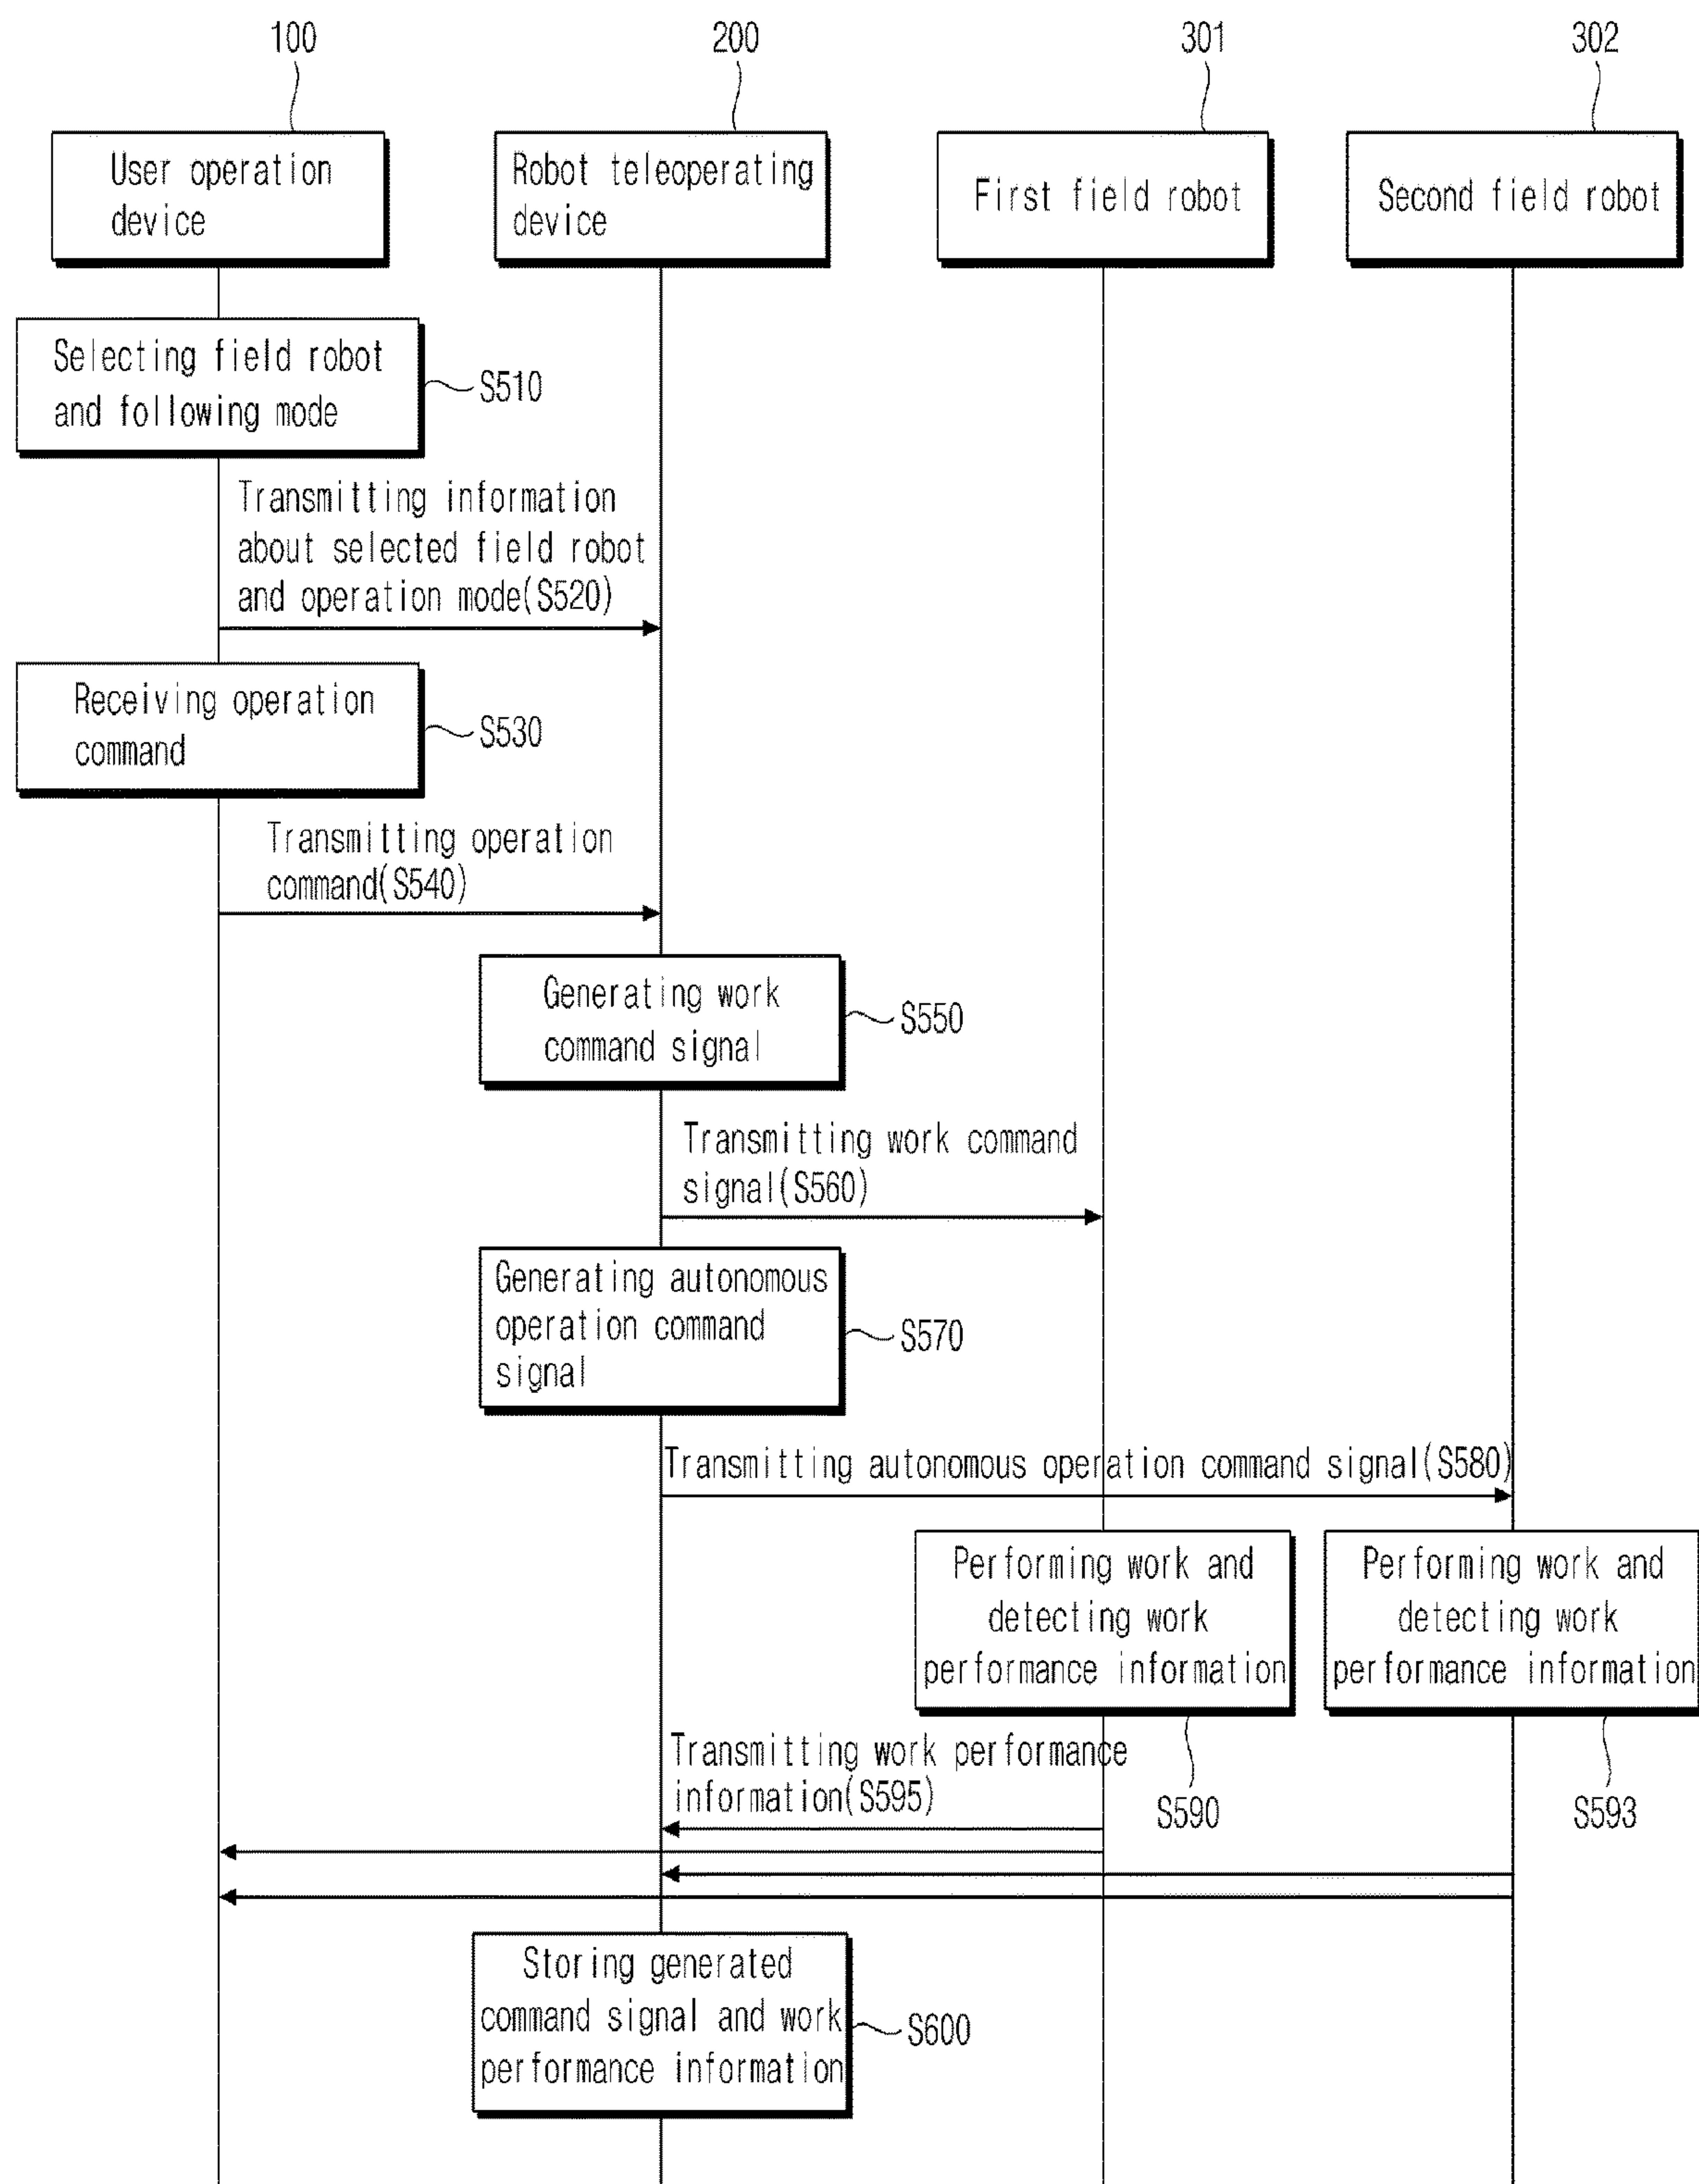 100
200
301
302
User operation
device
Robot teleoperating
device
First field robot
Second field robot
Selecting field robot
and following mode
S510
Transmitting information
about selected field robot
and operation mode(S520)
Receiving operation
command
S530
Transmitting operation
command(S540)
Generating work
command signal
S550
Transmitting work command
signal(S560)
Generating autonomous
operation command
signal
S570
Transmitting autonomous operation command signal(S580)
Performing work and
detecting work
performance information
Performing work and
detecting work
performance information
Transmitting work performance
information(S595)
S590
S593
Storing generated
command signal and work
performance information
S600